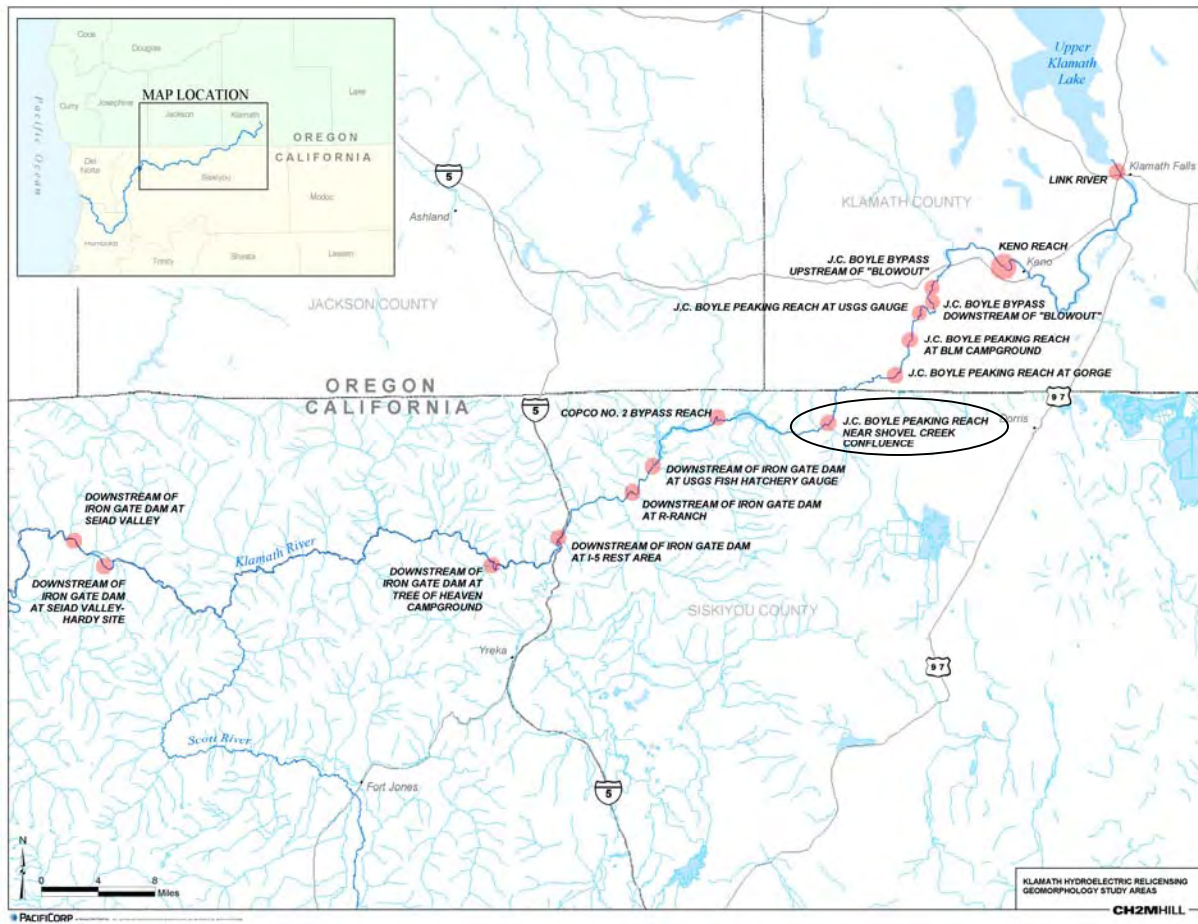 Coos
Douglas
Curry
Josephine
Jackson
Klamath
Lake
MAP LOCATION
OREGON
CALIFORNIA
Pacific Ocean
Del
Norte
Siskiyou
Modoc
Humboldt
Trinity
Shasta
Lassen
5
Ashland
Upper
Klamath
Lake
Klamath Falls
LINK RIVER
KLAMATH COUNTY
KENO REACH
Keno
J.C. BOYLE BYPASS
UPSTREAM OF "BLOWOUT"
J.C. BOYLE PEAKING REACH AT USGS GAUGE
J.C. BOYLE BYPASS
DOWNSTREAM OF "BLOWOUT"
JACKSON COUNTY
J.C. BOYLE PEAKING REACH
AT BLM CAMPGROUND
J.C. BOYLE PEAKING REACH AT GORGE
OREGON
CALIFORNIA
97
5
COPCO NO. 2 BYPASS REACH
J.C. BOYLE PEAKING REACH
NEAR SHOVEL CREEK
CONFLUENCE
Dorris
DOWNSTREAM OF IRON GATE DAM
AT USGS FISH HATCHERY GAUGE
DOWNSTREAM OF IRON GATE DAM
AT R-RANCH
DOWNSTREAM OF
IRON GATE DAM AT
SEIAD VALLEY
DOWNSTREAM OF IRON GATE DAM
AT I-5 REST AREA
Klamath River
DOWNSTREAM OF
IRON GATE DAM
AT SEIAD VALLEY-
HARDY SITE
DOWNSTREAM OF
IRON GATE DAM AT
TREE OF HEAVEN
CAMPGROUND
SISKIYOU COUNTY
Yreka
97
Scott River
Fort Jones
5
N
0 4 8
Miles
KLAMATH HYDROELECTRIC RELICENSING
GEOMORPHOLOGY STUDY AREAS
PACIFICORP
CH2MHILL